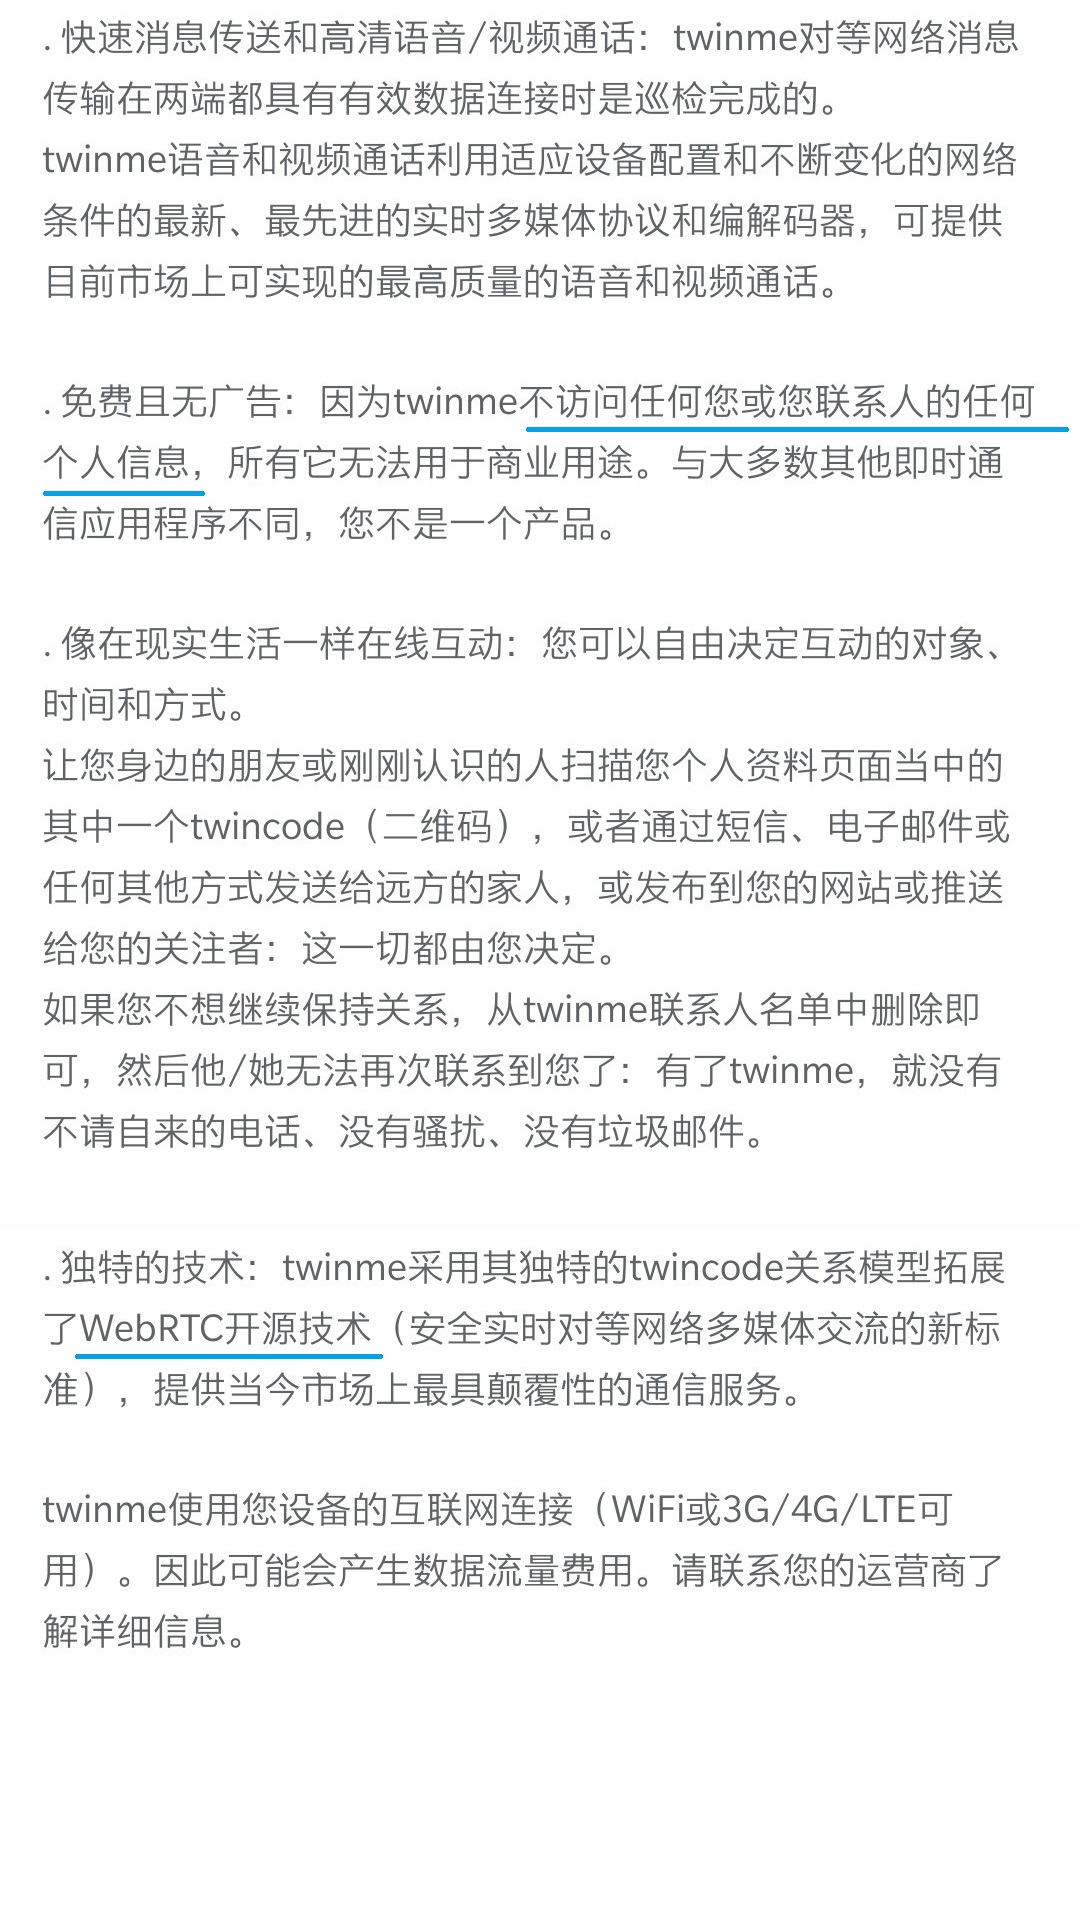 . 快速消息传送和高清语音/视频通话：twinme对等网络消息
传输在两端都具有有效数据连接时是巡检完成的。
twinme语音和视频通话利用适应设备配置和不断变化的网络
条件的最新、最先进的实时多媒体协议和编解码器，可提供
目前市场上可实现的最高质量的语音和视频通话。
. 免费且无广告：因为twinme不访问任何您或您联系人的任何
个人信息，所有它无法用于商业用途。与大多数其他即时通
信应用程序不同，您不是一个产品。
. 像在现实生活一样在线互动：您可以自由决定互动的对象、
时间和方式。
让您身边的朋友或刚刚认识的人扫描您个人资料页面当中的
其中一个twincode（二维码），或者通过短信、电子邮件或
任何其他方式发送给远方的家人，或发布到您的网站或推送
给您的关注者：这一切都由您决定。
如果您不想继续保持关系，从twinme联系人名单中删除即
可，然后他/她无法再次联系到您了：有了twinme，就没有
不请自来的电话、没有骚扰、没有垃圾邮件。
. 独特的技术：twinme采用其独特的twincode关系模型拓展
了WebRTC开源技术（安全实时对等网络多媒体交流的新标
准），提供当今市场上最具颠覆性的通信服务。
twinme使用您设备的互联网连接（WiFi或3G/4G/LTE可
用）。因此可能会产生数据流量费用。请联系您的运营商了
解详细信息。